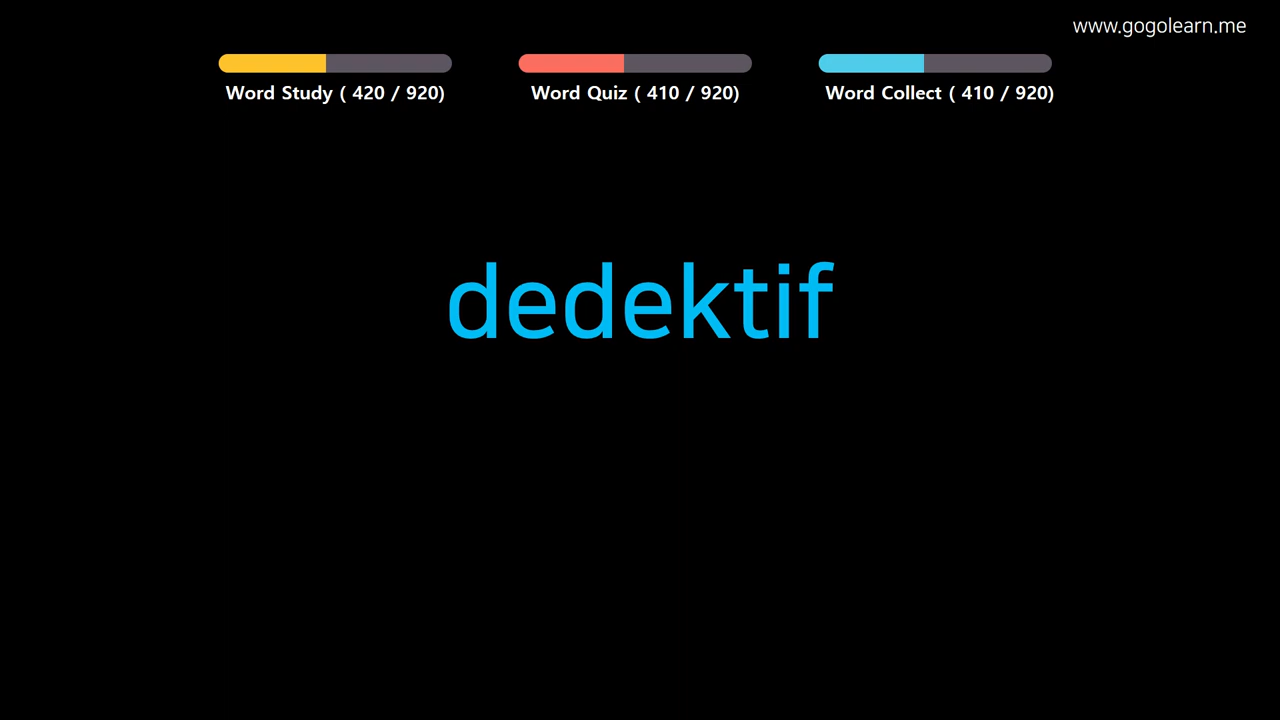 www.gogolearn.me
Word Study ( 420 / 920)
Word Quiz ( 410 / 920)
Word Collect ( 410 / 920)
dedektif